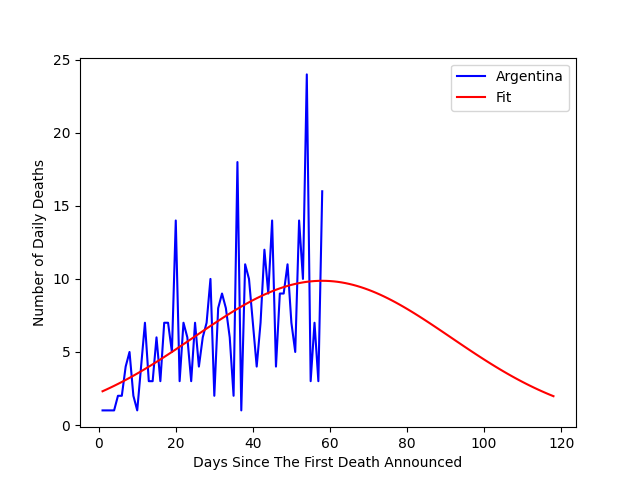 25
20
15
10
5
0
Number of Daily Deaths
Argentina
Fit
0 20 40 60 80 100 120
Days Since The First Death Announced